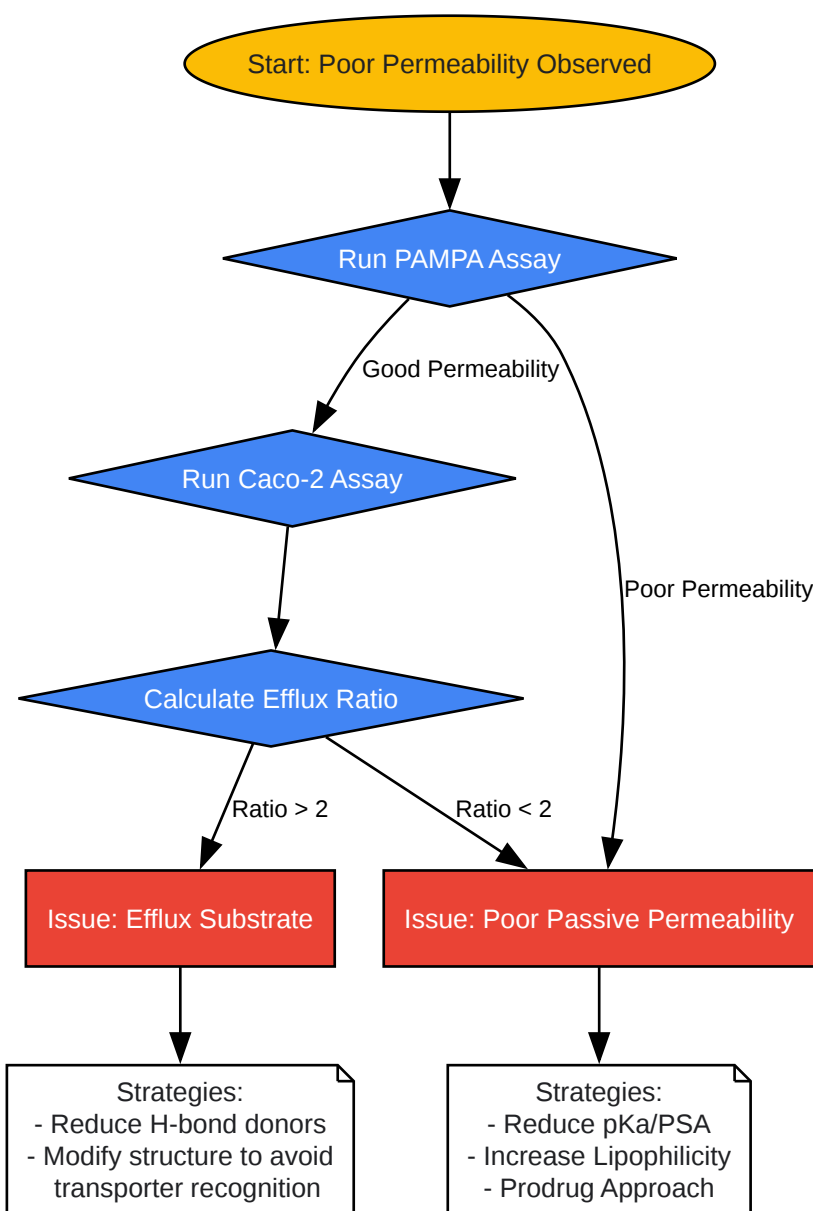 Start: Poor Permeability Observed
Run PAMPA Assay
Good Permeability
Run Caco-2 Assay
Poor Permeability
Calculate Efflux Ratio
Ratio > 2
Ratio < 2
Issue: Efflux Substrate
Issue: Poor Passive Permeability
Strategies:
- Reduce H-bond donors
- Modify structure to avoid
transporter recognition
Strategies:
- Reduce pKa/PSA
- Increase Lipophilicity
- Prodrug Approach